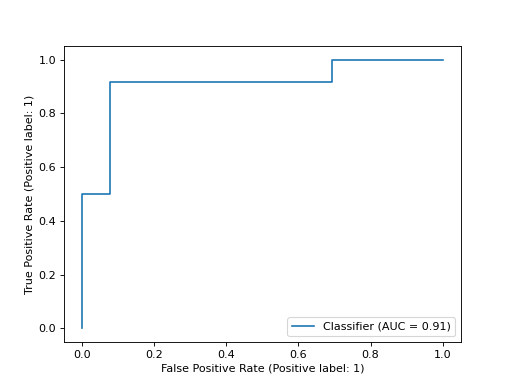 1.0
0.8
0.6
0.4
0.2
0.0
True Positive Rate (Positive label: 1)
Classifier (AUC = 0.91)
0.0 0.2 0.4 0.6 0.8 1.0
False Positive Rate (Positive label: 1)